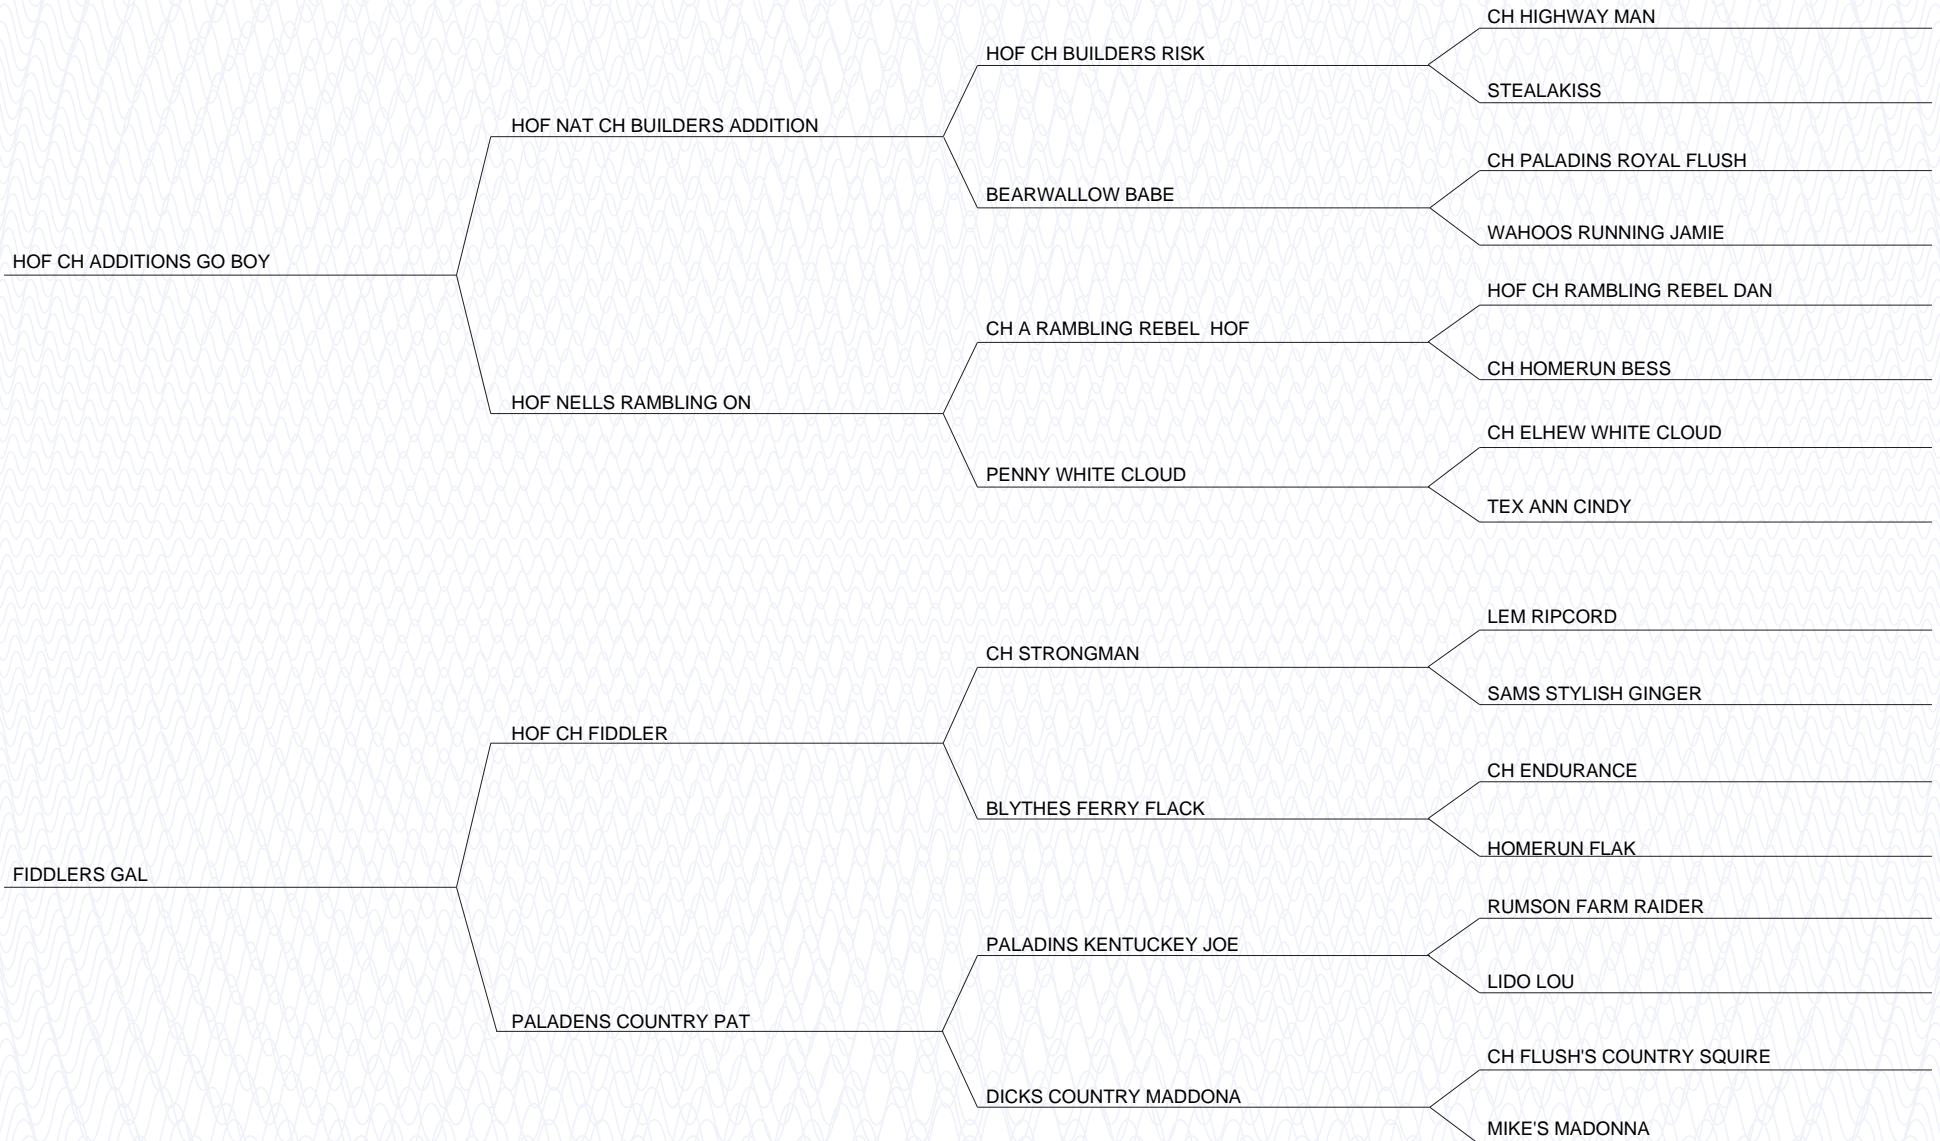 CH HIGHWAY MAN
HOF CH BUILDERS RISK
STEALAKISS
HOF NAT CH BUILDERS ADDITION
CH PALADINS ROYAL FLUSH
BEARWALLOW BABE
WAHOOS RUNNING JAMIE
HOF CH ADDITIONS GO BOY
HOF CH RAMBLING REBEL DAN
CH A RAMBLING REBEL  HOF
CH HOMERUN BESS
HOF NELLS RAMBLING ON
CH ELHEW WHITE CLOUD
PENNY WHITE CLOUD
TEX ANN CINDY
LEM RIPCORD
CH STRONGMAN
SAMS STYLISH GINGER
HOF CH FIDDLER
CH ENDURANCE
BLYTHES FERRY FLACK
HOMERUN FLAK
FIDDLERS GAL
RUMSON FARM RAIDER
PALADINS KENTUCKEY JOE
LIDO LOU
PALADENS COUNTRY PAT
CH FLUSH'S COUNTRY SQUIRE
DICKS COUNTRY MADDONA
MIKE'S MADONNA